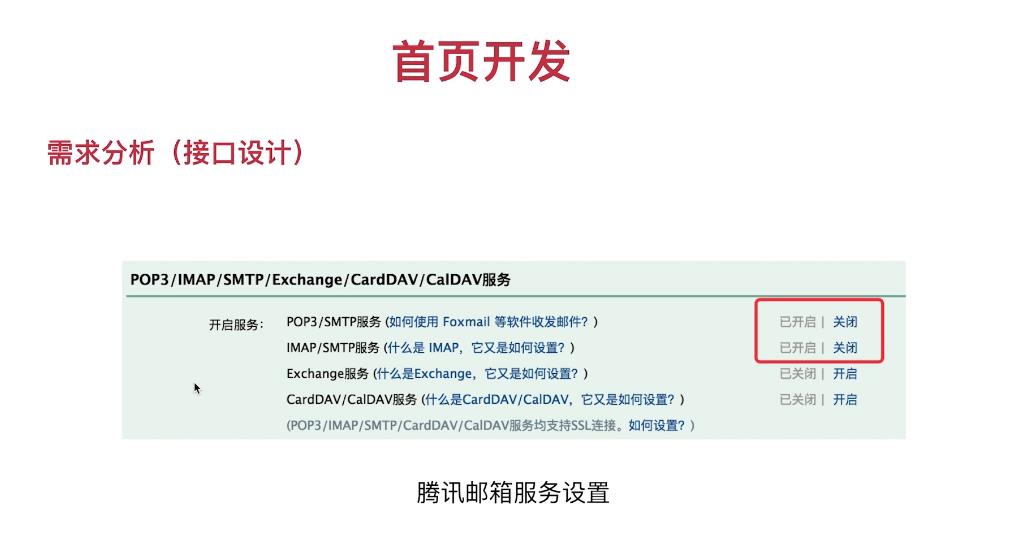 首页开发
需求分析（接口设计）
POP3/IMAP/SMTP/Exchange/CardDAV/CalDAV服务
开启服务： POP3/SMTP服务 (如何使用 Foxmail 等软件收发邮件？) 已开启 | 关闭
IMAP/SMTP服务 (什么是 IMAP，它又是如何设置？) 已开启 | 关闭
Exchange服务 (什么是Exchange，它又是如何设置？) 已关闭 | 开启
CardDAV/CalDAV服务 (什么是CardDAV/CalDAV，它又是如何设置？) 已关闭 | 开启
(POP3/IMAP/SMTP/CardDAV/CalDAV服务均支持SSL连接。如何设置？)
腾讯邮箱服务设置